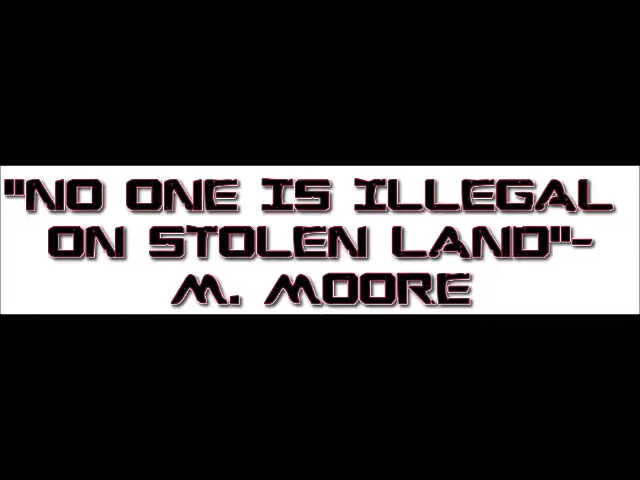 "NO ONE IS ILLEGAL
ON STOLEN LAND"-
M. MOORE